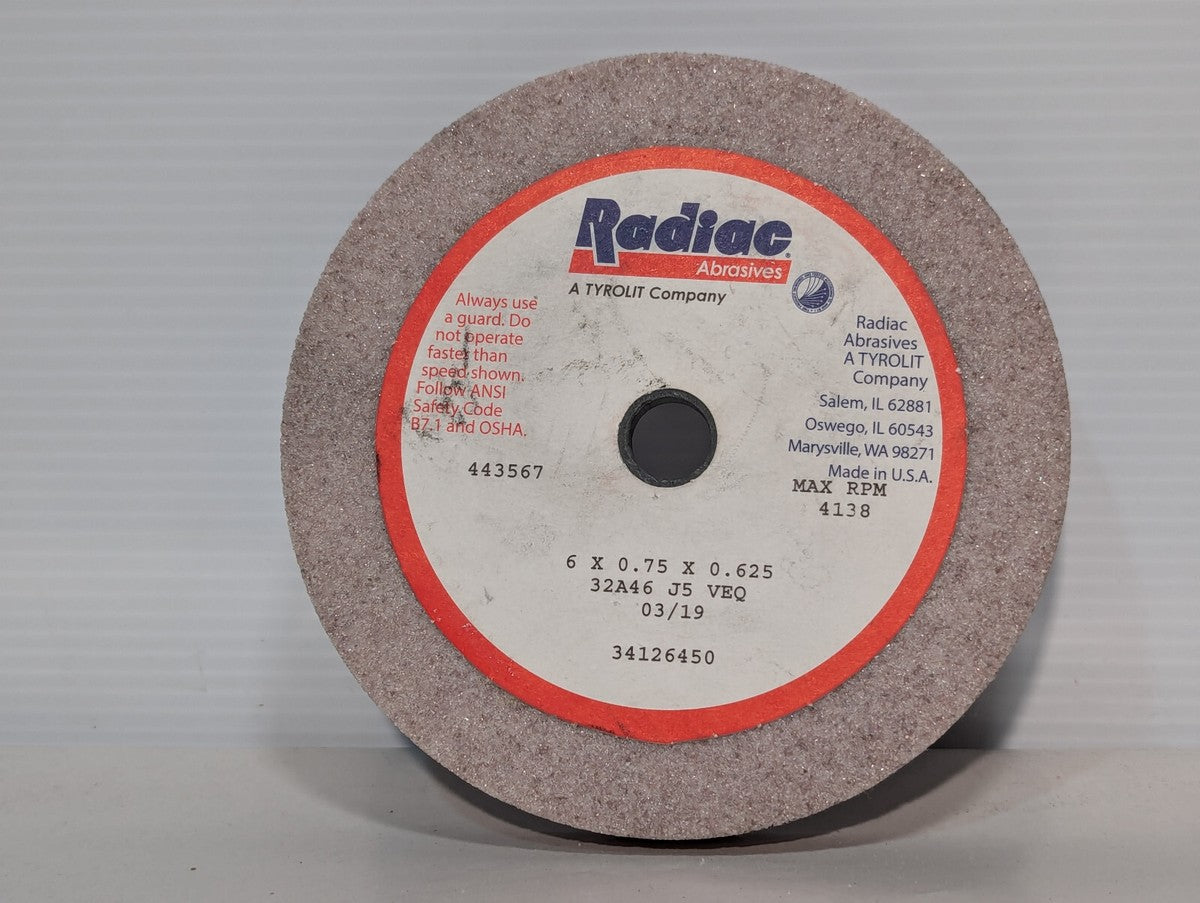 Radiac
Abrasives
A TYROLIT Company
Always use
a guard. Do
not operate
faster than
speed shown.
Follow ANSI
Safety Code
B7.1 and OSHA.
443567
Radiac
Abrasives
A TYROLIT
Company
Salem, IL 62881
Oswego, IL 60543
Marysville, WA 98271
Made in U.S.A.
MAX RPM
4138
6 X 0.75 X 0.625
32A46 J5 VEQ
03/19
34126450